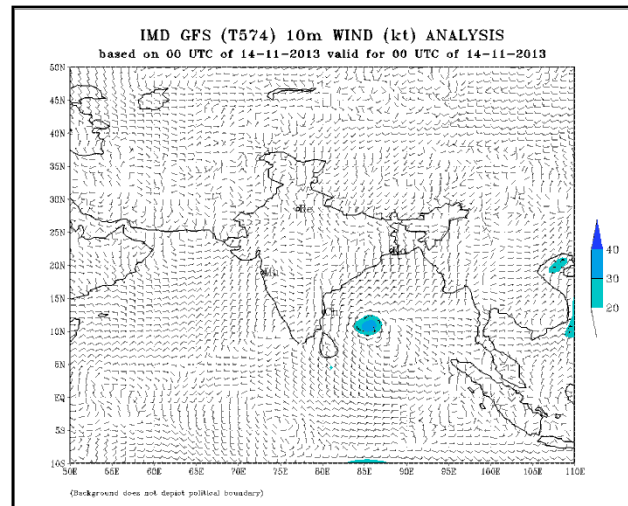 IMD GFS (T574) 10m WIND (kt) ANALYSIS
based on 00 UTC of 14-11-2013 valid for 00 UTC of 14-11-2013
50N
45N
40N
35N
30N
25N
20N
15N
10N
5N
EQ
5S
10S
50E 55E 60E 65E 70E 75E 80E 85E 90E 95E 100E 105E 110E
40
30
20
(Background does not depict political boundary)